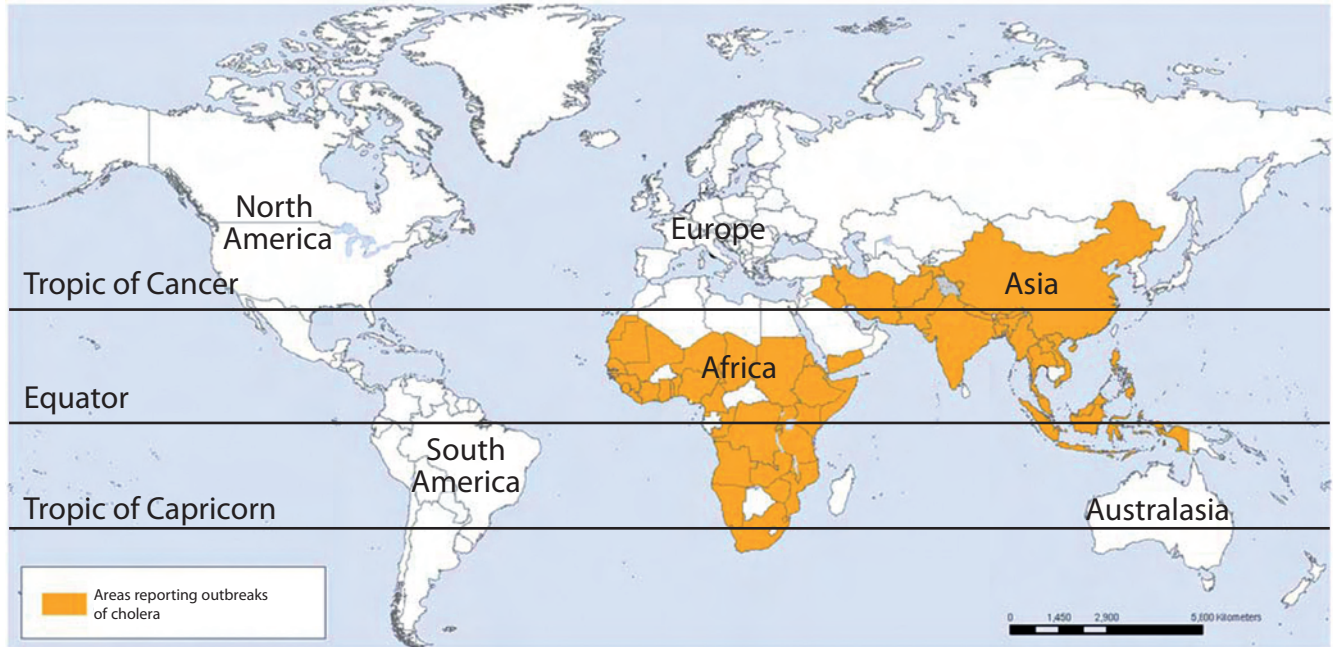 North
America
Europe
Tropic of Cancer
Asia
Africa
Equator
South
America
Tropic of Capricorn
Australasia
Areas reporting outbreaks
of cholera
0 1,450 2,900 5,800 Kilometers